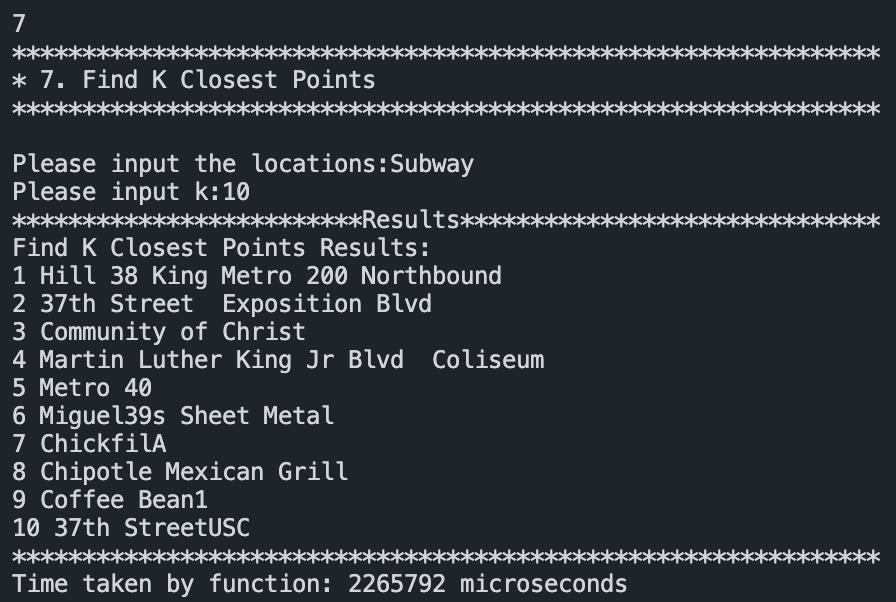 7
**************************************************************
* 7. Find K Closest Points
**************************************************************
Please input the locations:Subway
Please input k:10
*************************Results******************************
Find K Closest Points Results:
1 Hill 38 King Metro 200 Northbound
2 37th Street  Exposition Blvd
3 Community of Christ
4 Martin Luther King Jr Blvd  Coliseum
5 Metro 40
6 Miguel39s Sheet Metal
7 ChickfilA
8 Chipotle Mexican Grill
9 Coffee Bean1
10 37th StreetUSC
**************************************************************
Time taken by function: 2265792 microseconds